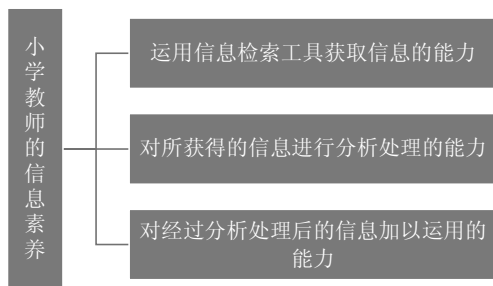 小学教师的信息素养
运用信息检索工具获取信息的能力
对所获得的信息进行分析处理的能力
对经过分析处理后的信息加以运用的
能力